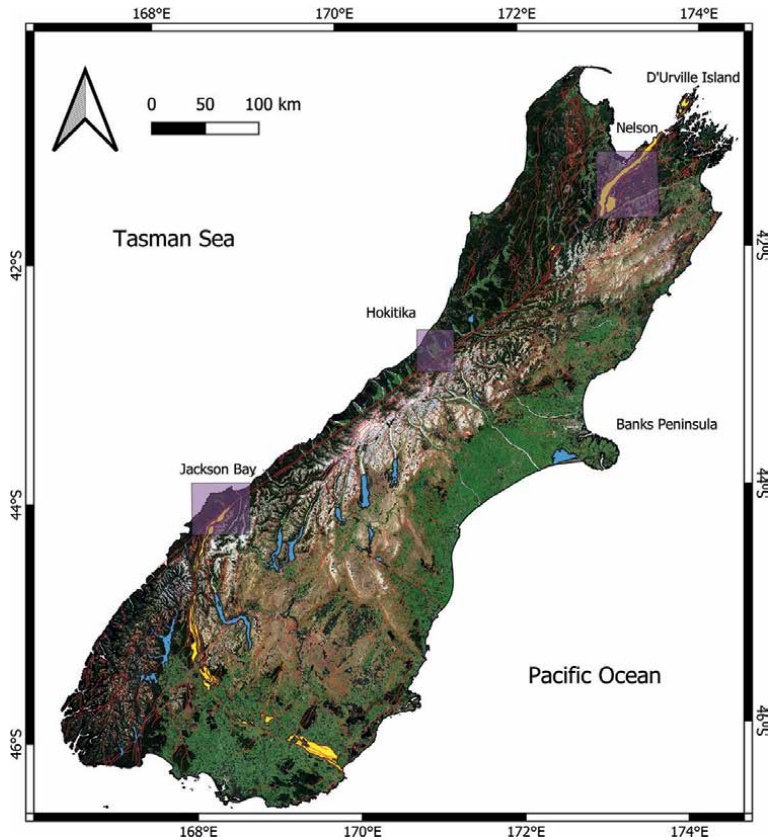 168°E 170°E 172°E 174°E
D'Urville Island
0 50 100 km
Nelson
Tasman Sea
42°S
42°S
Hokitika
Banks Peninsula
Jackson Bay
44°S
44°S
Pacific Ocean
46°S
46°S
168°E 170°E 172°E 174°E